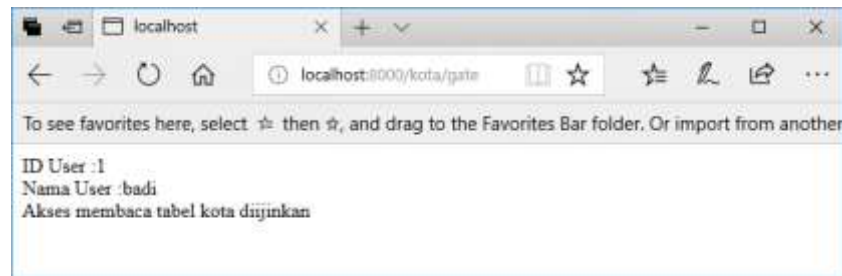 localhost
localhost:8000/kota/gate
To see favorites here, select ☆ then ☆, and drag to the Favorites Bar folder. Or import from another
ID User :1
Nama User :badi
Akses membaca tabel kota diijinkan